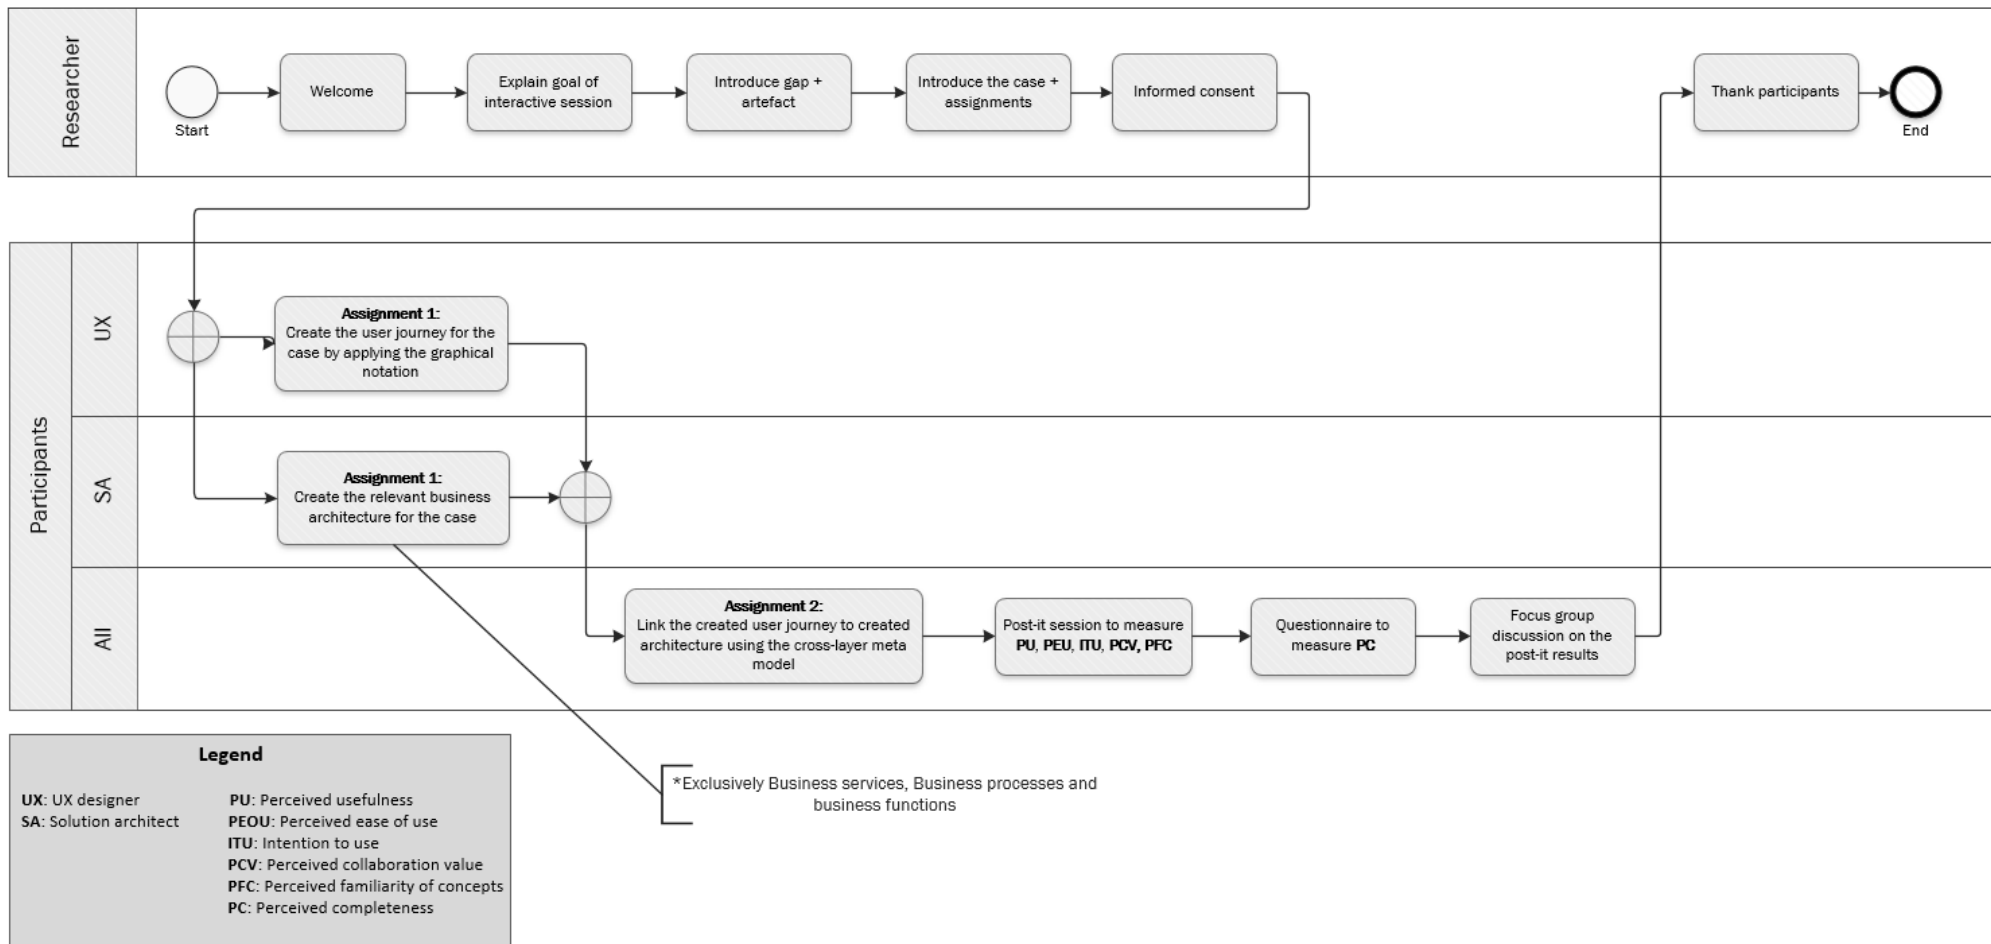 Researcher
Start
Welcome
Explain goal of
interactive session
Introduce gap +
artefact
Introduce the case +
assignments
Informed consent
Thank participants
End
Participants
UX
Assignment 1:
Create the user journey for the
case by applying the graphical
notation
SA
Assignment 1:
Create the relevant business
architecture for the case
All
Assignment 2:
Link the created user journey to created
architecture using the cross-layer meta
model
Post-it session to measure
PU, PEU, ITU, PCV, PFC
Questionnaire to
measure PC
Focus group
discussion on the
post-it results
*Exclusively Business services, Business processes and
business functions
Legend
UX: UX designer
SA: Solution architect
PU: Perceived usefulness
PEOU: Perceived ease of use
ITU: Intention to use
PCV: Perceived collaboration value
PFC: Perceived familiarity of concepts
PC: Perceived completeness